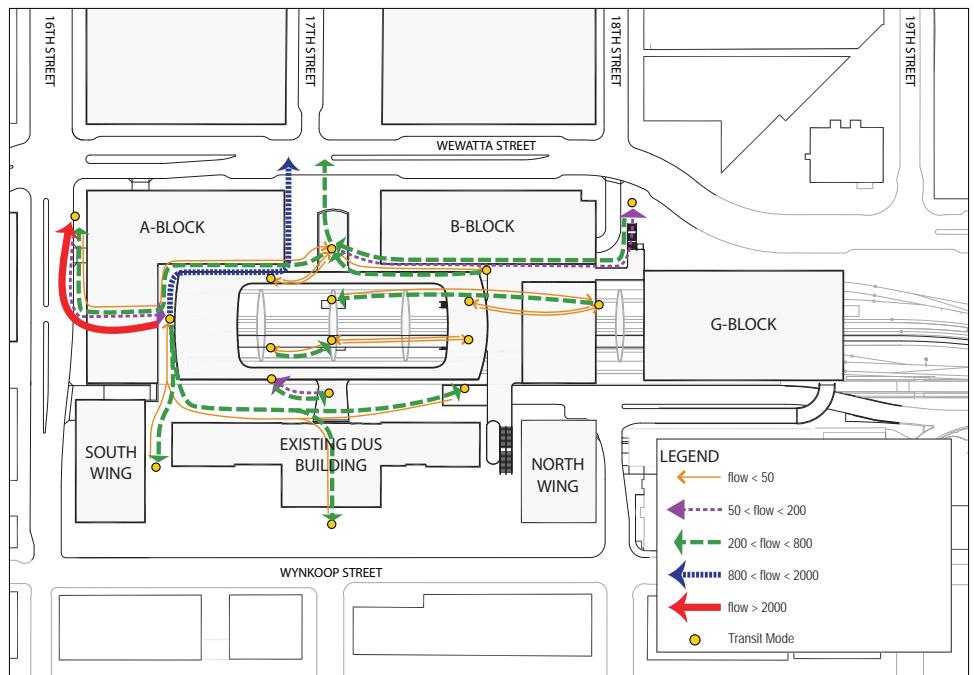 16TH STREET
17TH STREET
18TH STREET
19TH STREET
WEWATTA STREET
A-BLOCK
B-BLOCK
G-BLOCK
SOUTH
WING
EXISTING DUS
BUILDING
NORTH
WING
WYNKOOP STREET
LEGEND
flow < 50
50 < flow < 200
200 < flow < 800
800 < flow < 2000
flow > 2000
Transit Mode